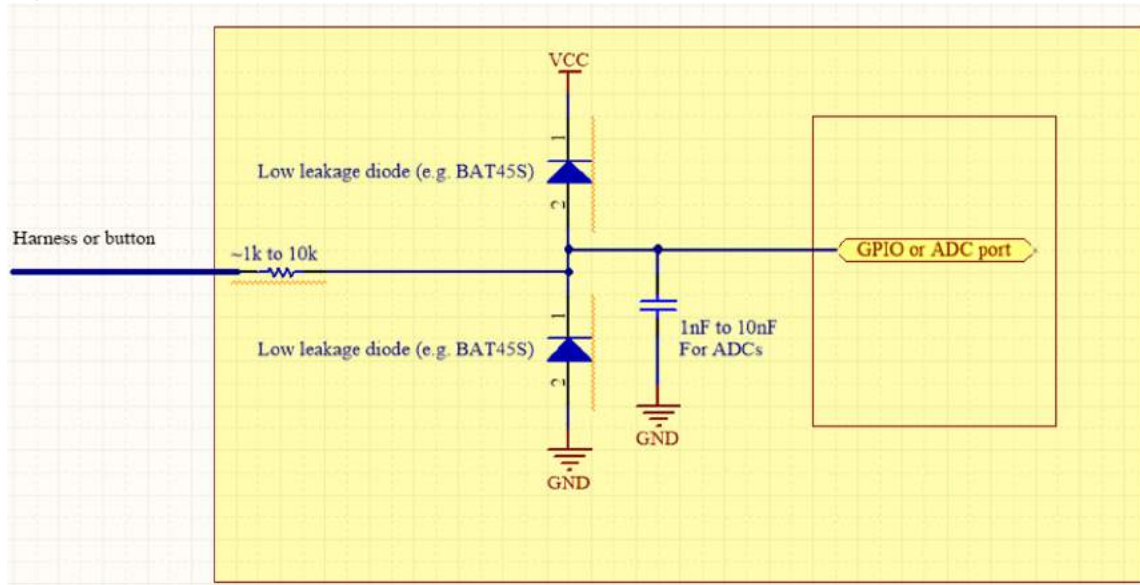 VCC
1
Low leakage diode (e.g. BAT45S)
2
Harness or button
~1k to 10k
GPIO or ADC port
1
1nF to 10nF
For ADCs
Low leakage diode (e.g. BAT45S)
2
GND
GND